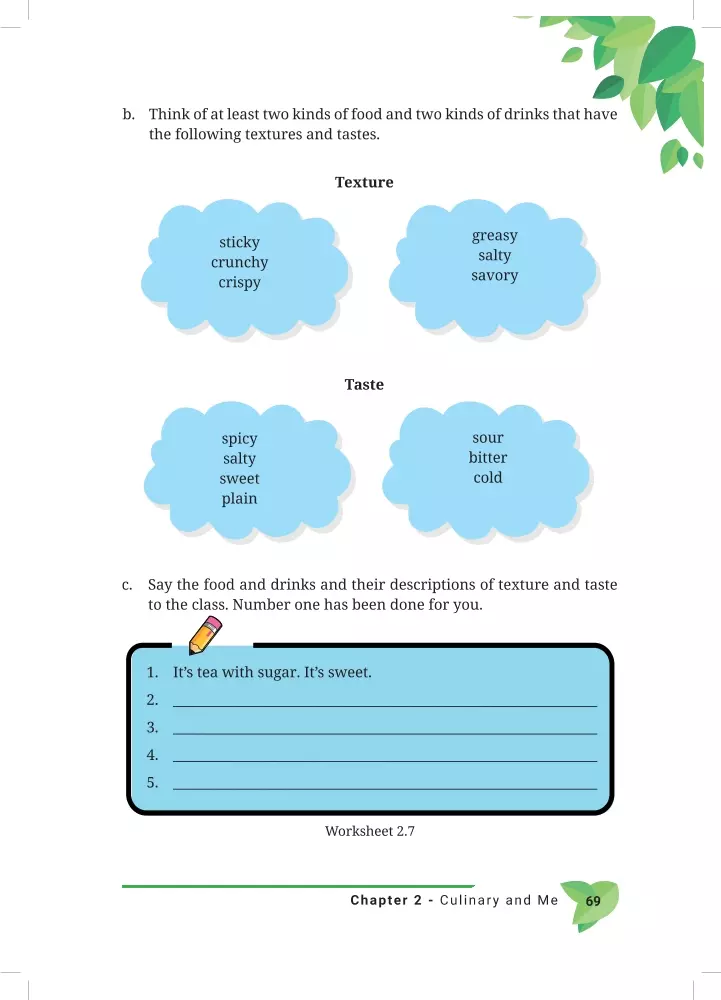 b. Think of at least two kinds of food and two kinds of drinks that have
the following textures and tastes.
Texture
sticky
crunchy
crispy
greasy
salty
savory
Taste
spicy
salty
sweet
plain
sour
bitter
cold
c. Say the food and drinks and their descriptions of texture and taste
to the class. Number one has been done for you.
1. It’s tea with sugar. It’s sweet.
2.
3.
4.
5.
Worksheet 2.7
Chapter 2 - Culinary and Me 69